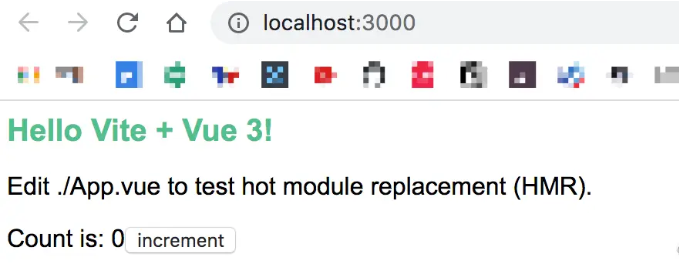 localhost:3000
Hello Vite + Vue 3!
Edit ./App.vue to test hot module replacement (HMR).
Count is: 0 increment